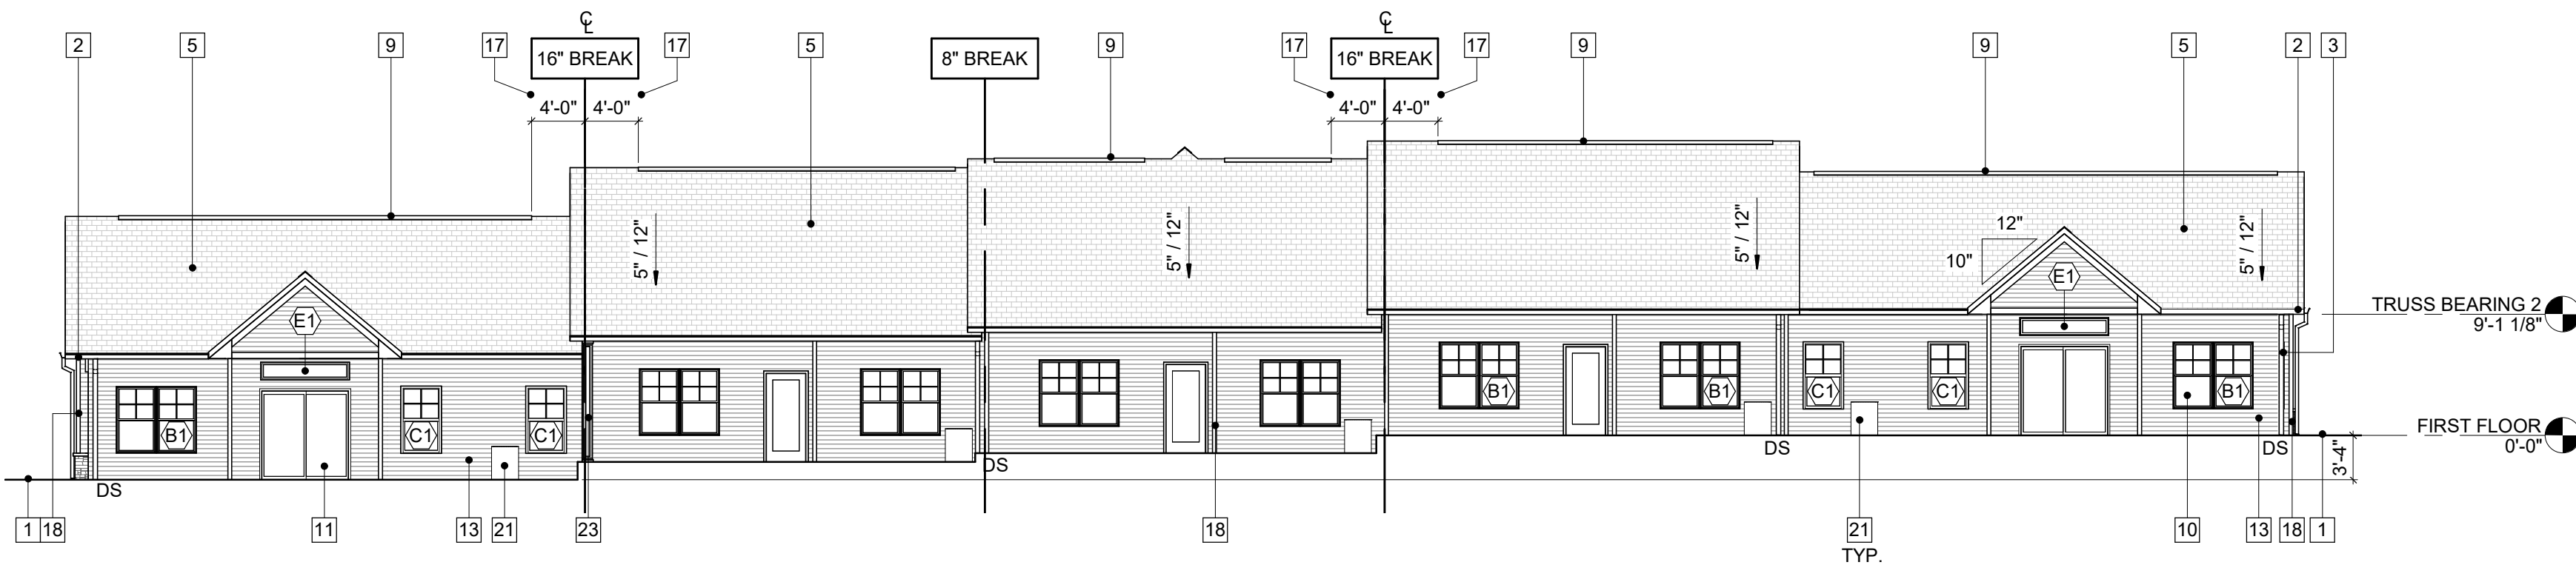 ℄ ℄
2 5 9 17 16" BREAK 17 5 8" BREAK 9 17 16" BREAK 17 9 9 5 2 3
4'-0" 4'-0" 4'-0" 4'-0"
5" / 12" 5" / 12" 5" / 12" 12" 5" / 12"
10"
E1
E1
TRUSS BEARING 2
9'-1 1/8"
B1 B1 C1 C1 B1
B1 C1 C1
FIRST FLOOR
0'-0"
DS DS DS
3'-4"
DS
1 18 11 13 21 23 18 21 10 13 18 1
TYP.